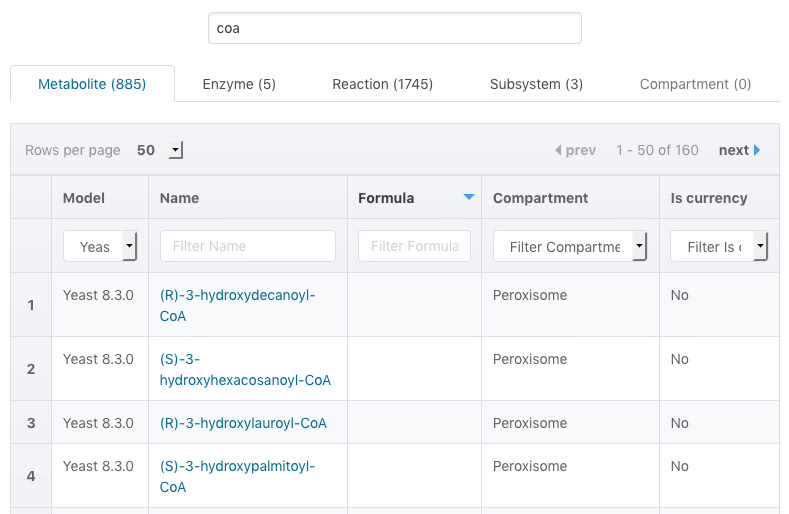 coa
Metabolite (885) Enzyme (5) Reaction (1745) Subsystem (3) Compartment (0)
Rows per page 50 prev 1 - 50 of 160 next
Model Name Formula Compartment Is currency
Yeas Filter Name Filter Formula Filter Compartme Filter Is c
1 Yeast 8.3.0 (R)-3-hydroxydecanoyl- Peroxisome No
CoA
2 Yeast 8.3.0 (S)-3- Peroxisome No
hydroxyhexacosanoyl-CoA
3 Yeast 8.3.0 (R)-3-hydroxylauroyl-CoA Peroxisome No
4 Yeast 8.3.0 (S)-3-hydroxypalmitoyl- Peroxisome No
CoA